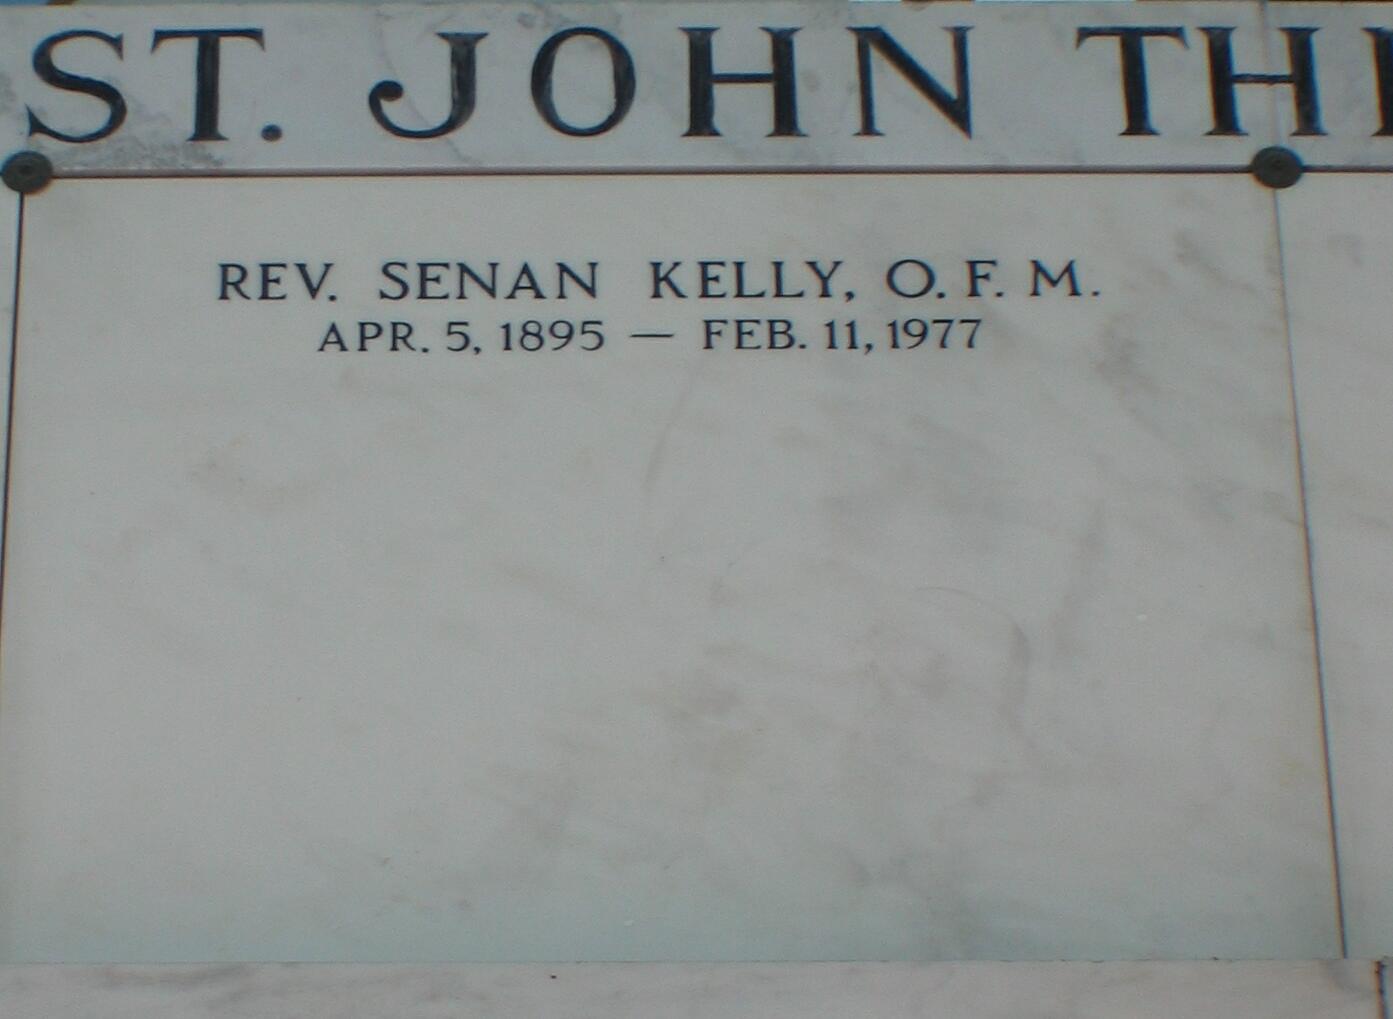 ST. JOHN TH
REV. SENAN KELLY, O. F. M.
APR. 5, 1895 — FEB. 11, 1977